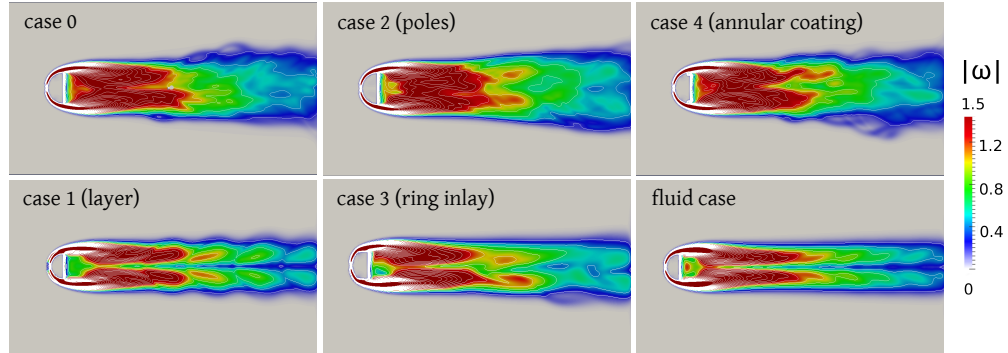 case 0
case 2 (poles)
case 4 (annular coating)
|ω|
1.5
1.2
0.8
0.4
0
case 1 (layer)
case 3 (ring inlay)
fluid case